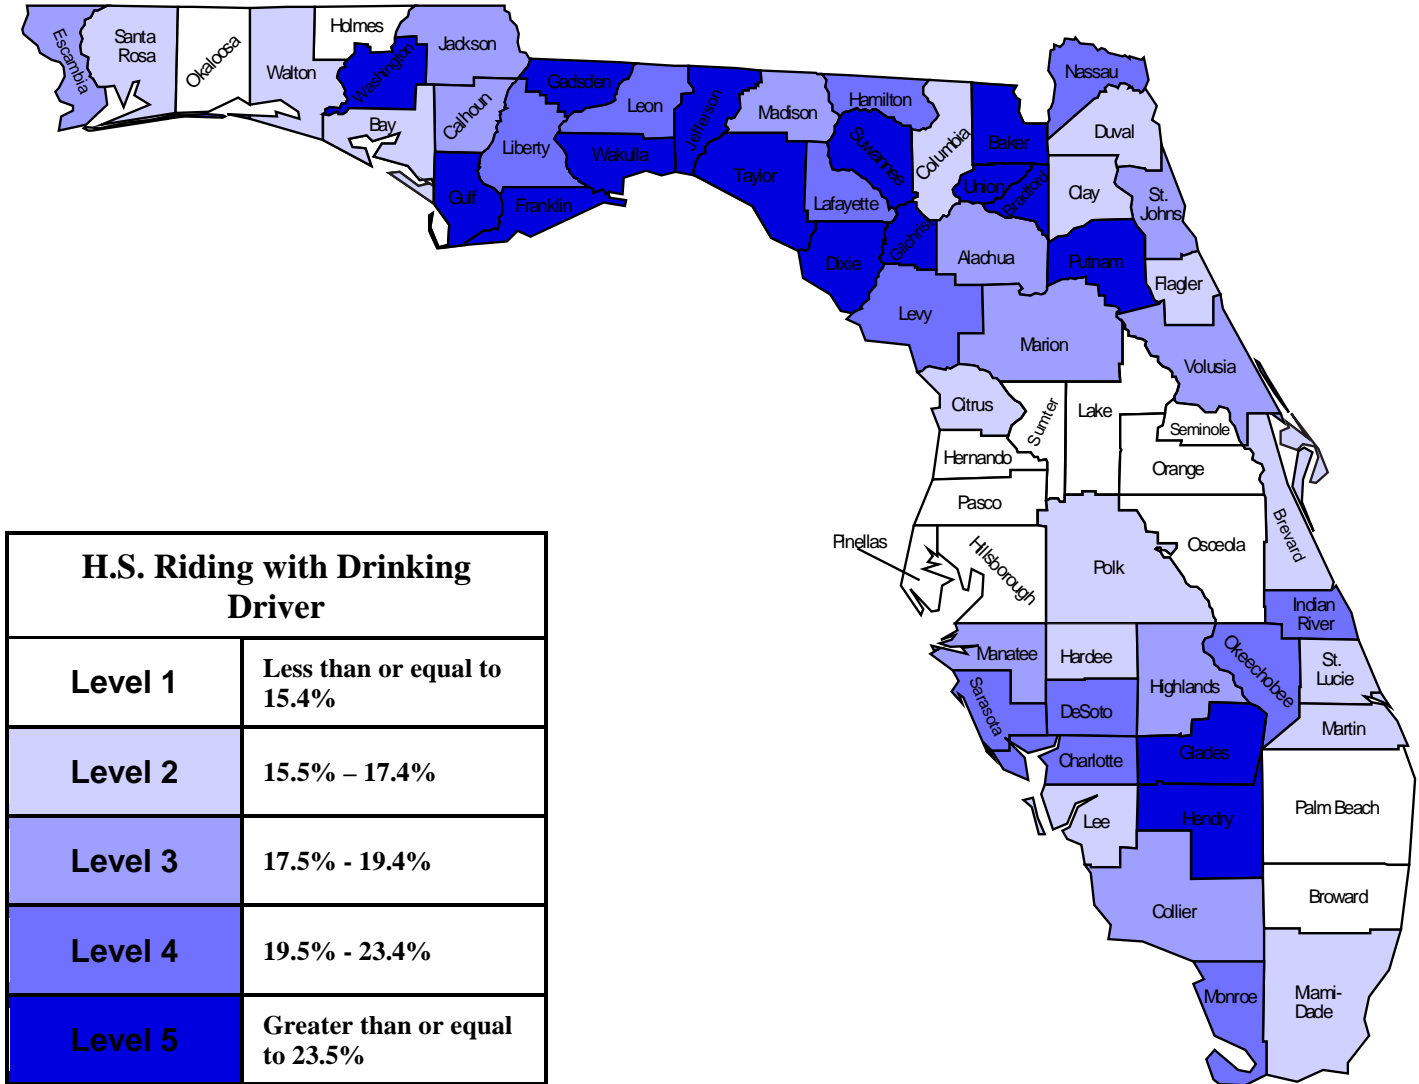 Holmes
Santa
Rosa
Escambia
Okaloosa
Walton
Washington
Jackson
Bay
Calhoun
Gadsden
Leon
Liberty
Gulf
Franklin
Wakulla
Jefferson
Madison
Taylor
Hamilton
Suwannee
Lafayette
Dixie
Gilchrist
Columbia
Baker
Union
Bradford
Nassau
Duval
Clay
St.
Johns
Alachua
Putnam
Flagler
Levy
Marion
Volusia
Citrus
Sumter
Lake
Seminole
Hernando
Orange
Pasco
Pinellas
Hillsborough
Polk
Osceola
Brevard
Indian
River
Manatee
Hardee
Highlands
Okeechobee
St.
Lucie
Sarasota
DeSoto
Martin
Charlotte
Glades
Lee
Hendry
Palm Beach
Collier
Broward
Monroe
Miami-
Dade
H.S. Riding with Drinking
Driver
Level 1
Less than or equal to
15.4%
Level 2
15.5% – 17.4%
Level 3
17.5% - 19.4%
Level 4
19.5% - 23.4%
Level 5
Greater than or equal
to 23.5%